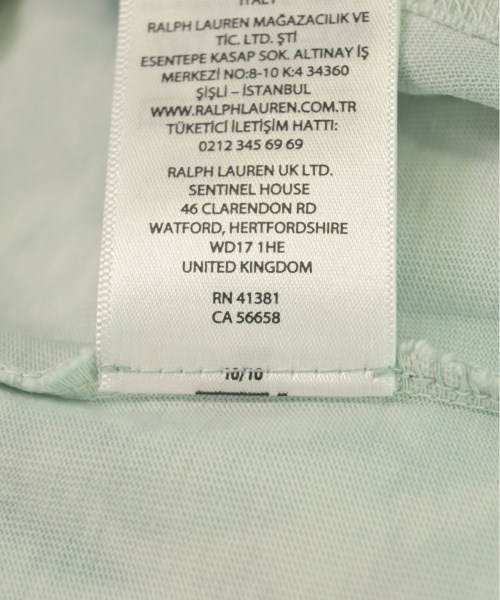 ITALY
RALPH LAUREN MAĞAZACILIK VE
TİC. LTD. ŞTİ
ESENTEPE KASAP SOK. ALTINAY İŞ
MERKEZİ NO:8-10 K:4 34360
ŞİŞLİ – İSTANBUL
WWW.RALPHLAUREN.COM.TR
TÜKETİCİ İLETİŞİM HATTI:
0212 345 69 69
RALPH LAUREN UK LTD.
SENTINEL HOUSE
46 CLARENDON RD
WATFORD, HERTFORDSHIRE
WD17 1HE
UNITED KINGDOM
RN 41381
CA 56658
10/10